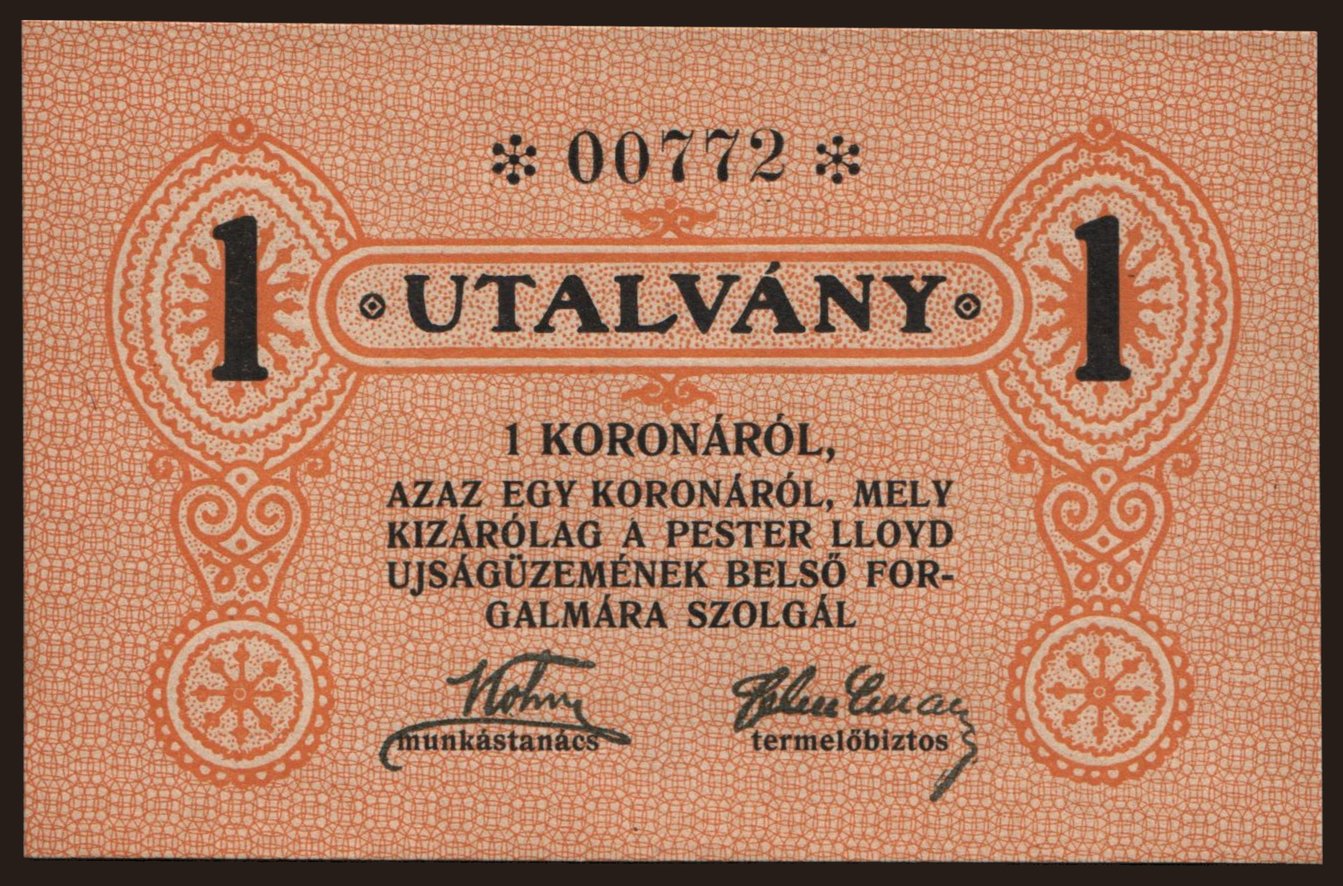 00772
1 UTALVÁNY 1
1 KORONÁRÓL,
AZAZ EGY KORONÁRÓL, MELY
KIZÁRÓLAG A PESTER LLOYD
UJSÁGÜZEMÉNEK BELSŐ FOR-
GALMÁRA SZOLGÁL
munkástanács termelőbiztos